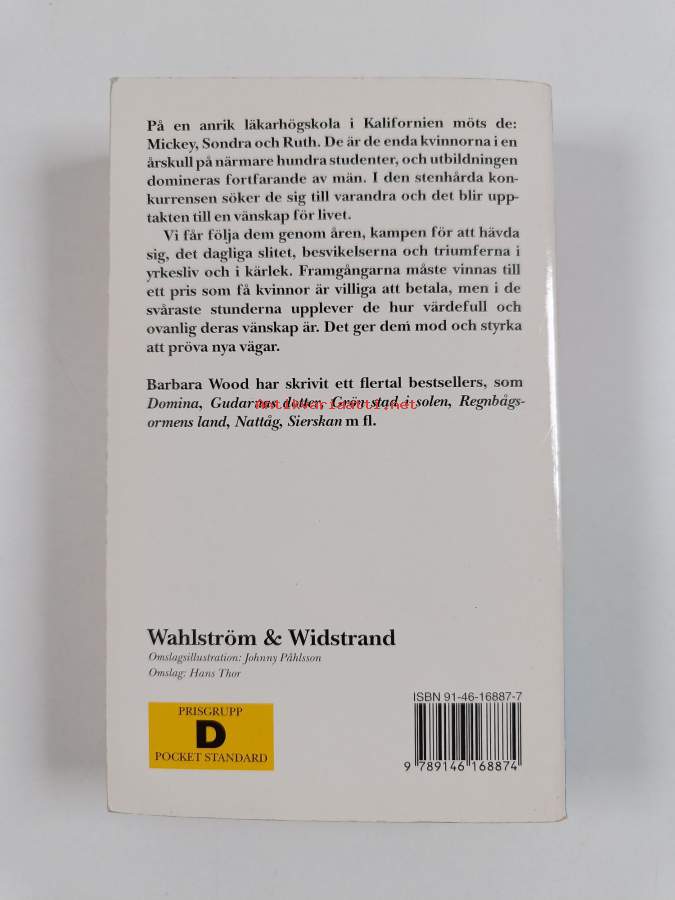 På en anrik läkarhögskola i Kalifornien möts de:
Mickey, Sondra och Ruth. De är de enda kvinnorna i en
årskull på närmare hundra studenter, och utbildningen
domineras fortfarande av män. I den stenhårda kon-
kurrensen söker de sig till varandra och det blir upp-
takten till en vänskap för livet.
Vi får följa dem genom åren, kampen för att hävda
sig, det dagliga slitet, besvikelserna och triumferna i
yrkesliv och i kärlek. Framgångarna måste vinnas till
ett pris som få kvinnor är villiga att betala, men i de
svåraste stunderna upplever de hur värdefull och
ovanlig deras vänskap är. Det ger dem mod och styrka
att pröva nya vägar.
Barbara Wood har skrivit ett flertal bestsellers, som
Domina, Gudarnas dotter, Grön stad i solen, Regnbågs-
Antikvariaatti.net
ormens land, Nattåg, Sierskan m fl.
Wahlström & Widstrand
Omslagsillustration: Johnny Påhlsson
Omslag: Hans Thor
PRISGRUPP
D
POCKET STANDARD
ISBN 91-46-16887-7
9 789146 168874